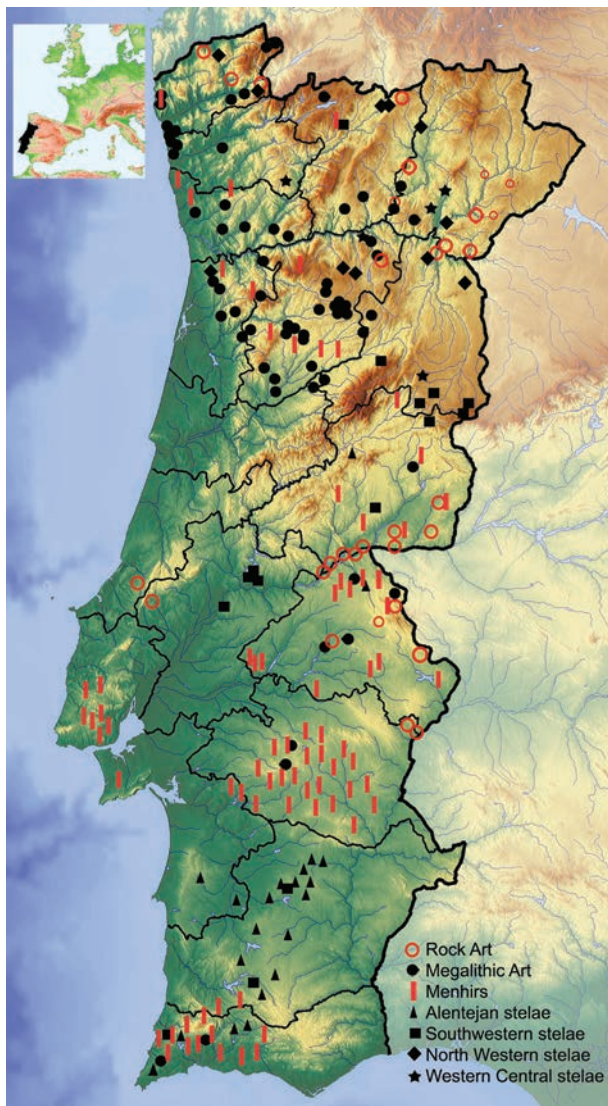 Rock Art
Megalithic Art
Menhirs
Alentejan stelae
Southwestern stelae
North Western stelae
Western Central stelae